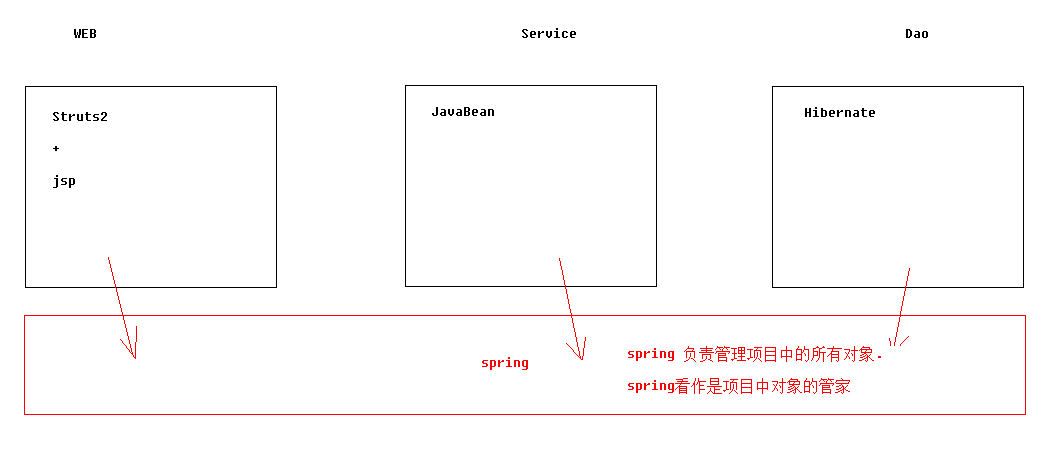 WEB
Service
Dao
Struts2
+
jsp
JavaBean
Hibernate
spring
spring 负责管理项目中的所有对象.
spring看作是项目中对象的管家